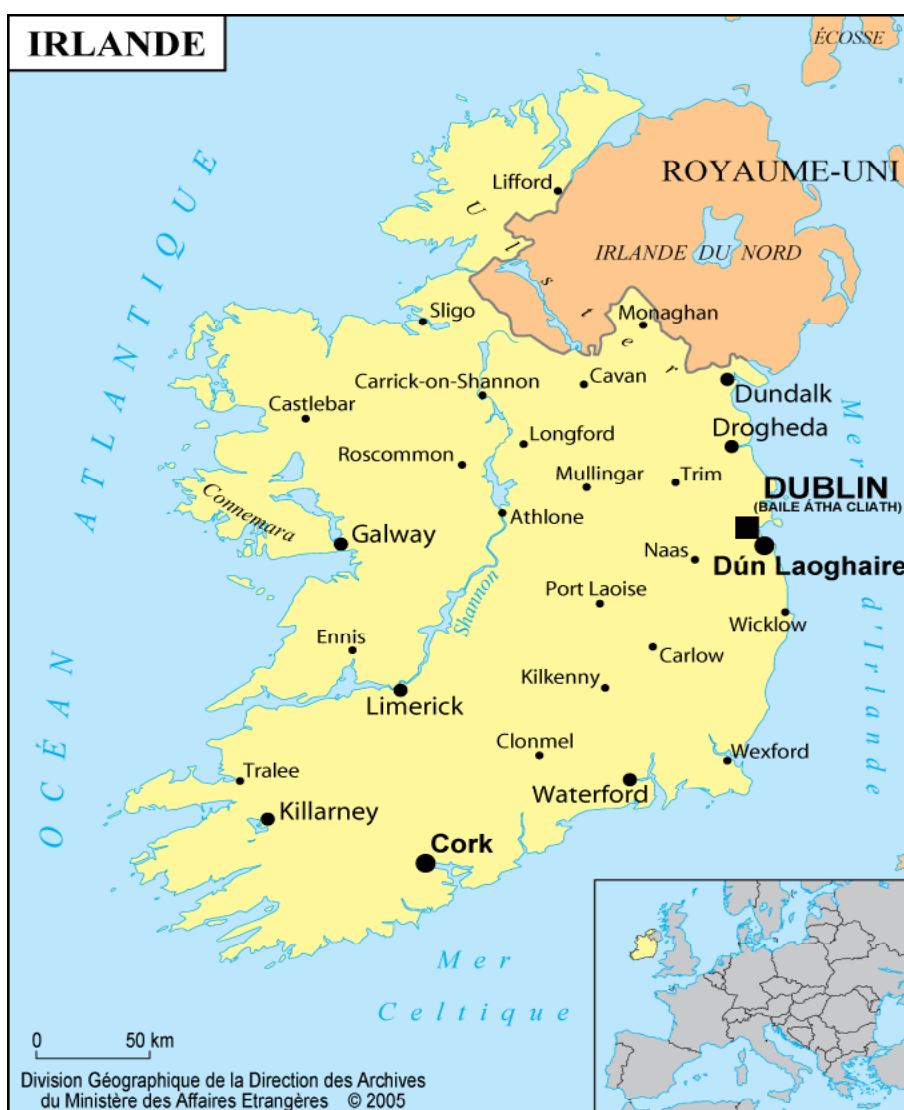 IRLANDE
ÉCOSSE
ROYAUME-UNI
Lifford
Ulster
IRLANDE DU NORD
OCÉAN ATLANTIQUE
Sligo
Monaghan
Carrick-on-Shannon
Cavan
Dundalk
Castlebar
Longford
Drogheda
Roscommon
Mullingar
Trim
Mer d'Irlande
DUBLIN
(BAILE ÁTHA CLIATH)
Connemara
Athlone
Galway
Naas
Dún Laoghaire
Shannon
Port Laoise
Wicklow
Ennis
Carlow
Kilkenny
Limerick
Clonmel
Wexford
Tralee
Waterford
Killarney
Cork
Mer
Celtique
0 50 km
Division Géographique de la Direction des Archives
du Ministère des Affaires Etrangères © 2005